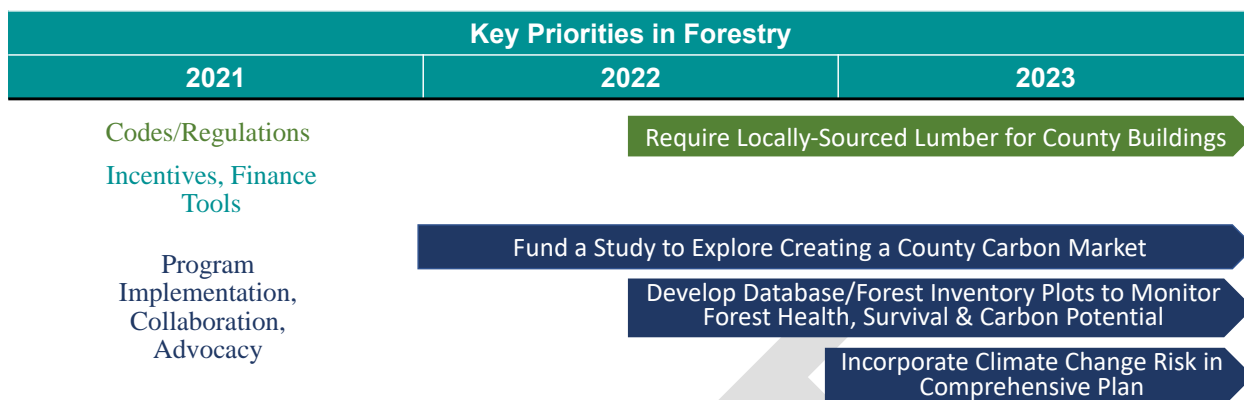 Key Priorities in Forestry
2021 2022 2023
Codes/Regulations
Require Locally-Sourced Lumber for County Buildings
Incentives, Finance
Tools
Fund a Study to Explore Creating a County Carbon Market
Program
Implementation,
Collaboration,
Advocacy
Develop Database/Forest Inventory Plots to Monitor
Forest Health, Survival & Carbon Potential
Incorporate Climate Change Risk in
Comprehensive Plan